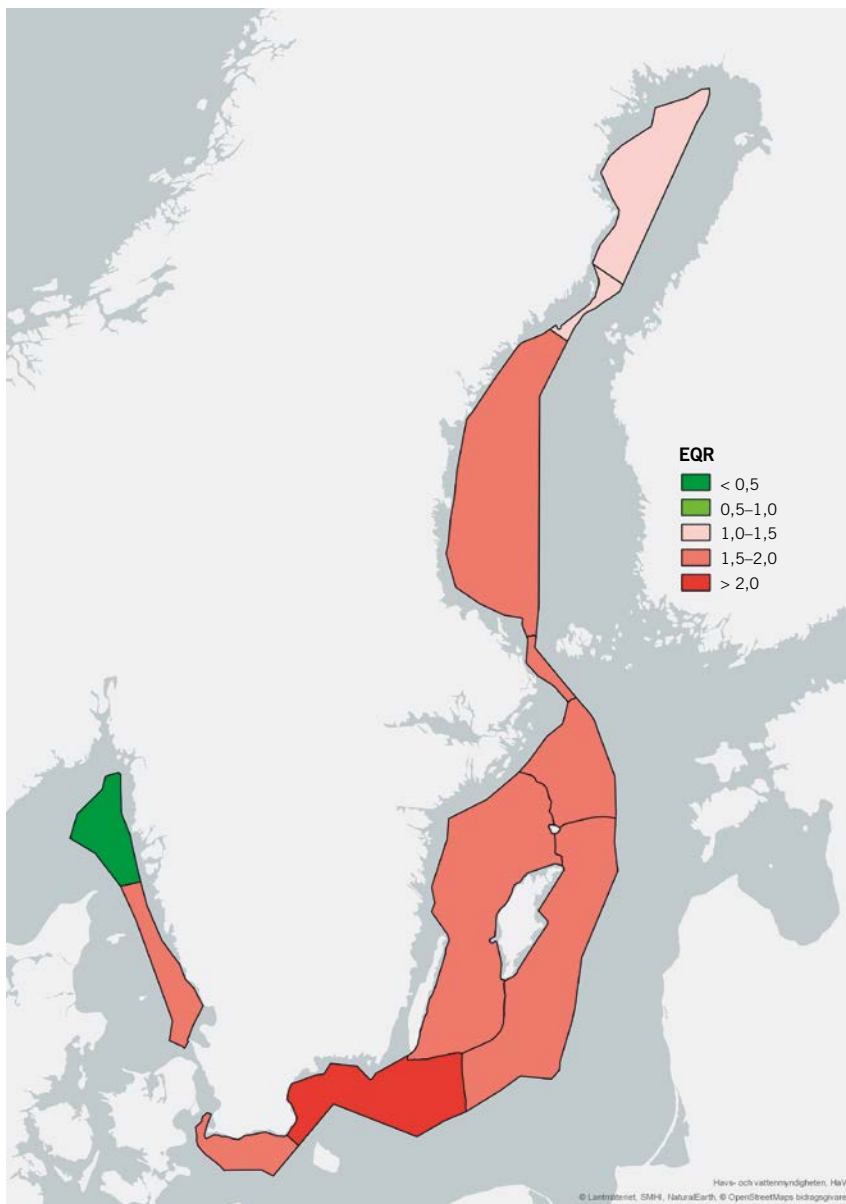 EQR
< 0,5
0,5–1,0
1,0–1,5
1,5–2,0
> 2,0
Havs- och vattenmyndigheten, HaV
© Lantmäteriet, SMHI, NaturalEarth, © OpenStreetMaps bidragsgivare